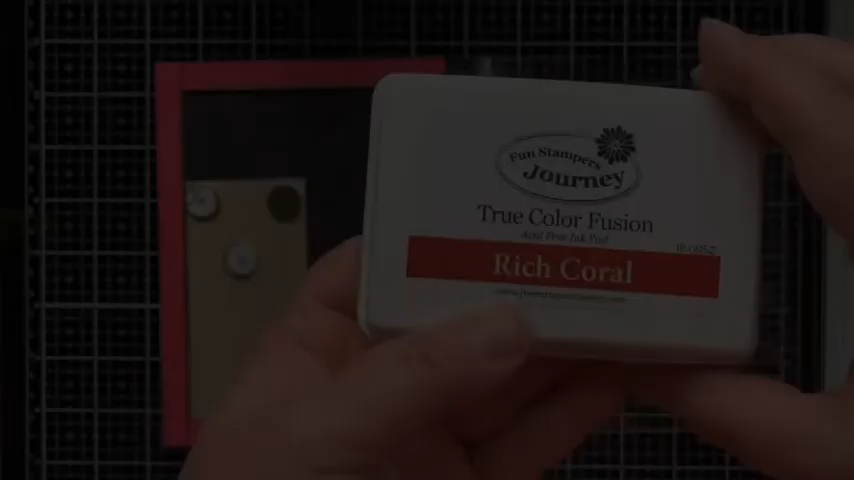 Fun Stampers
Journey
True Color Fusion
Acid Free Ink Pad
Rich Coral